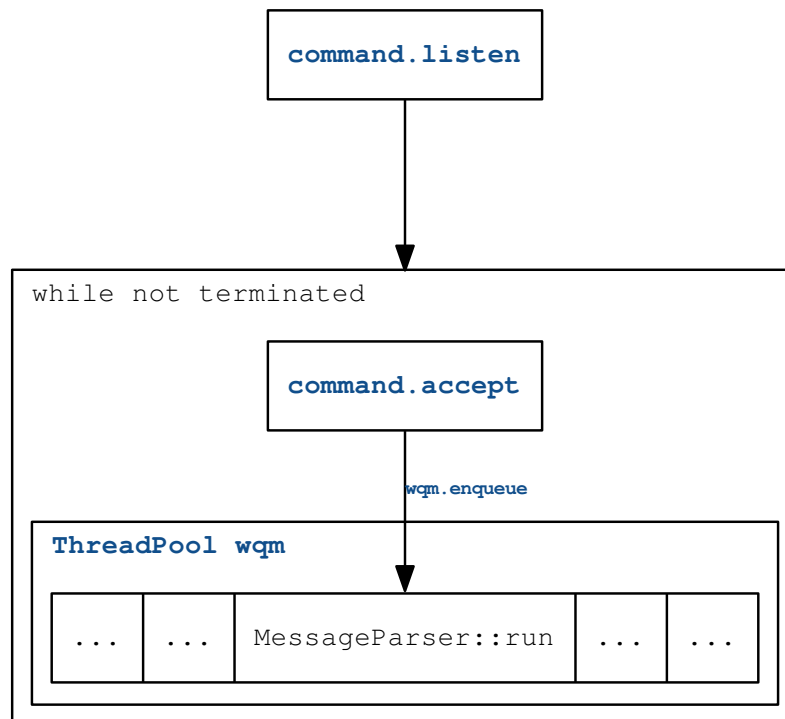 command.listen
while not terminated
command.accept
wqm.enqueue
ThreadPool wqm
... ... MessageParser::run ... ...